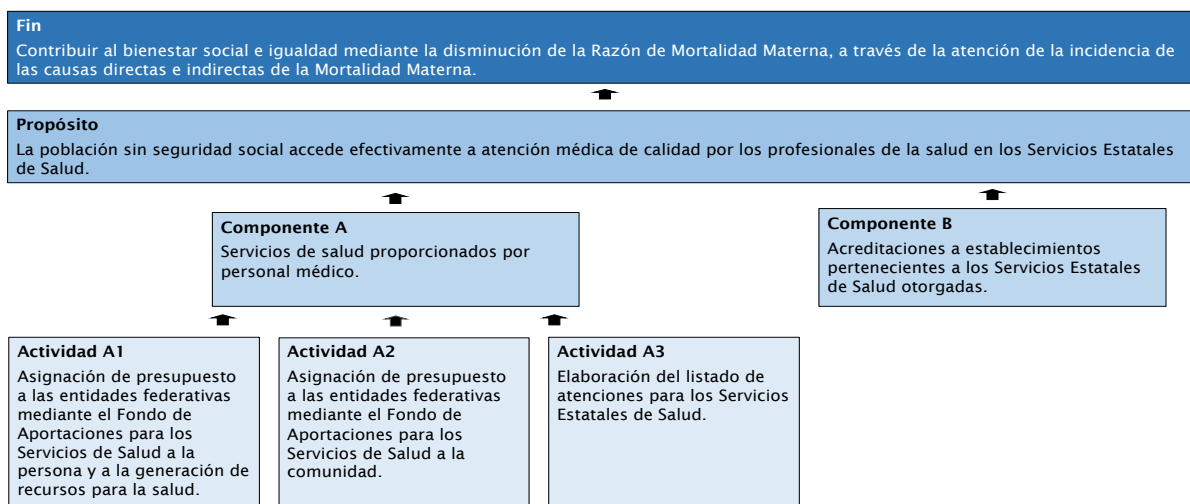 Fin
Contribuir al bienestar social e igualdad mediante la disminución de la Razón de Mortalidad Materna, a través de la atención de la incidencia de
las causas directas e indirectas de la Mortalidad Materna.
Propósito
La población sin seguridad social accede efectivamente a atención médica de calidad por los profesionales de la salud en los Servicios Estatales
de Salud.
Componente A
Servicios de salud proporcionados por
personal médico.
Componente B
Acreditaciones a establecimientos
pertenecientes a los Servicios Estatales
de Salud otorgadas.
Actividad A1
Asignación de presupuesto
a las entidades federativas
mediante el Fondo de
Aportaciones para los
Servicios de Salud a la
persona y a la generación de
recursos para la salud.
Actividad A2
Asignación de presupuesto
a las entidades federativas
mediante el Fondo de
Aportaciones para los
Servicios de Salud a la
comunidad.
Actividad A3
Elaboración del listado de
atenciones para los Servicios
Estatales de Salud.